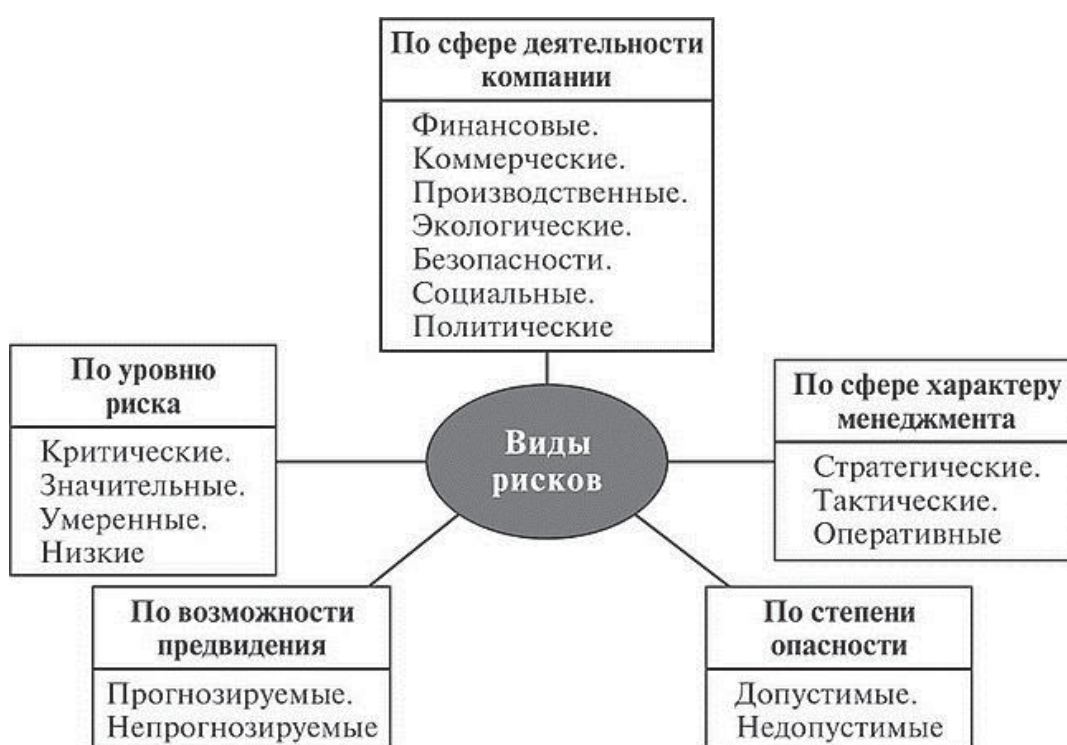 По сфере деятельности
компании
Финансовые.
Коммерческие.
Производственные.
Экологические.
Безопасности.
Социальные.
Политические
По уровню
риска
Критические.
Значительные.
Умеренные.
Низкие
Виды
рисков
По сфере характеру
менеджмента
Стратегические.
Тактические.
Оперативные
По возможности
предвидения
Прогнозируемые.
Непрогнозируемые
По степени
опасности
Допустимые.
Недопустимые